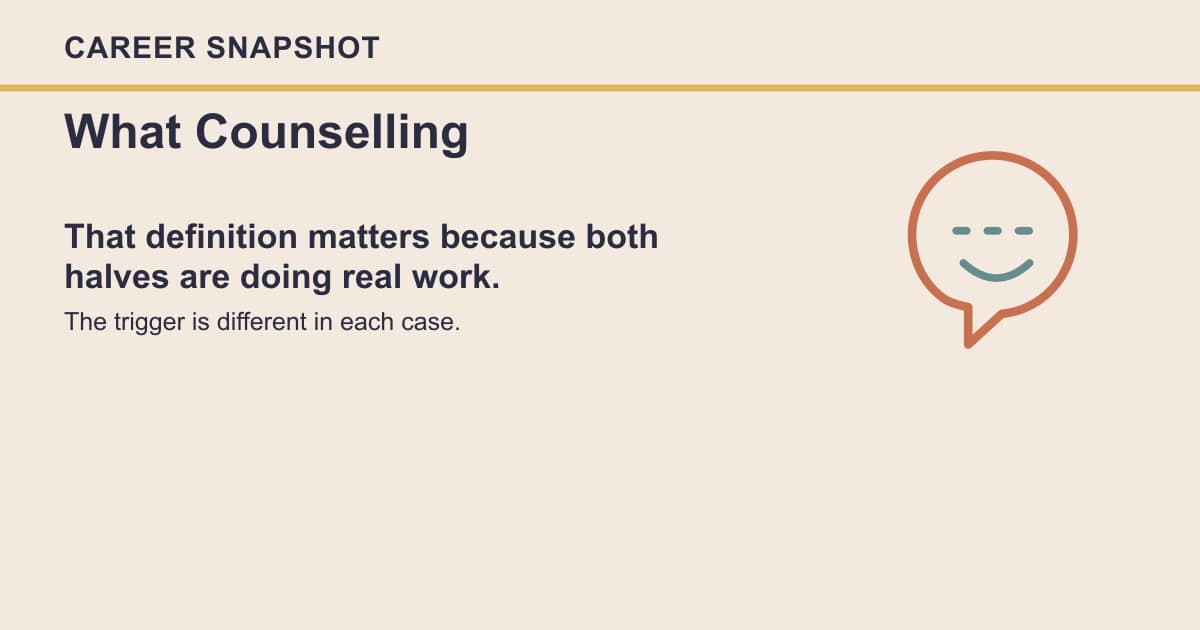 CAREER SNAPSHOT
What Counselling
That definition matters because both
halves are doing real work.
The trigger is different in each case.